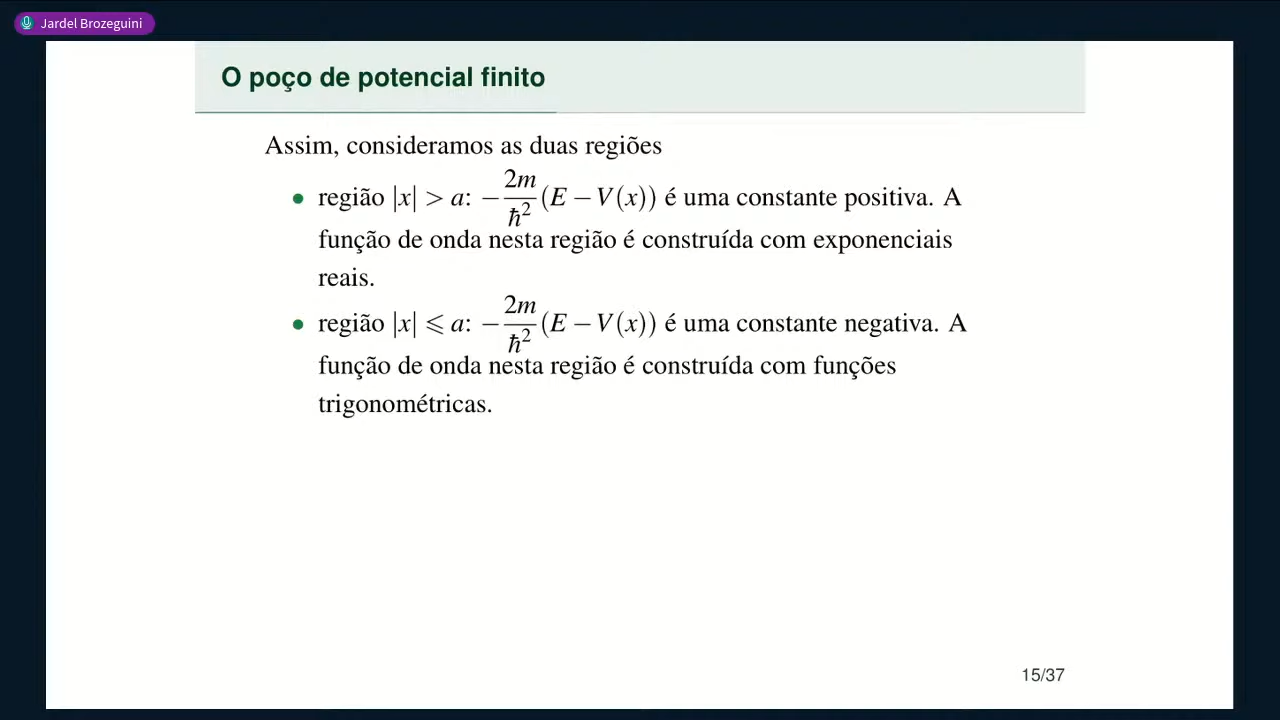 Jardel Brozeguini
O poço de potencial finito
Assim, consideramos as duas regiões
• região |x| > a: −\frac{2m}{ħ²}(E − V(x)) é uma constante positiva. A
função de onda nesta região é construída com exponenciais
reais.
• região |x| ⩽ a: −\frac{2m}{ħ²}(E − V(x)) é uma constante negativa. A
função de onda nesta região é construída com funções
trigonométricas.
15/37